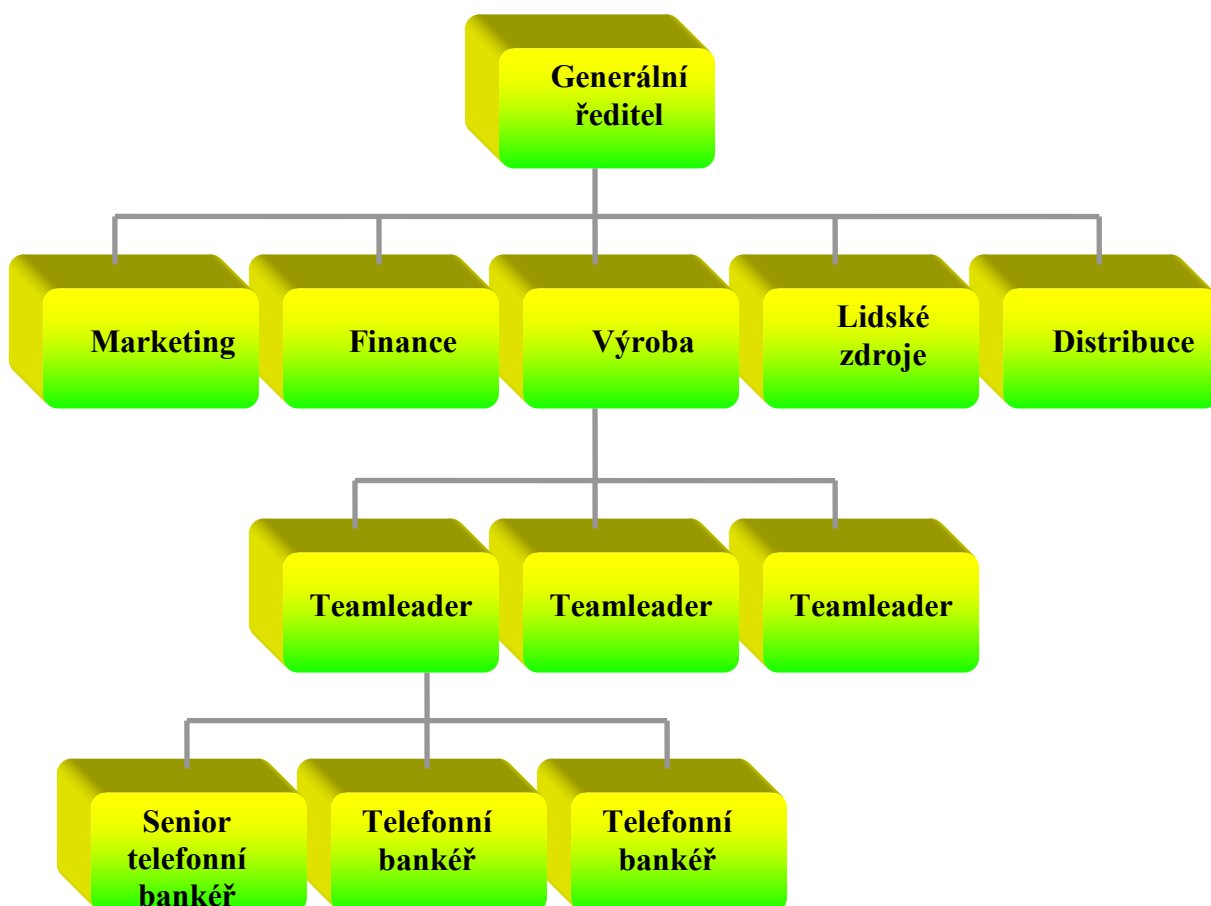 Generální
ředitel
Marketing
Finance
Výroba
Lidské
zdroje
Distribuce
Teamleader
Teamleader
Teamleader
Senior
telefonní
bankéř
Telefonní
bankéř
Telefonní
bankéř